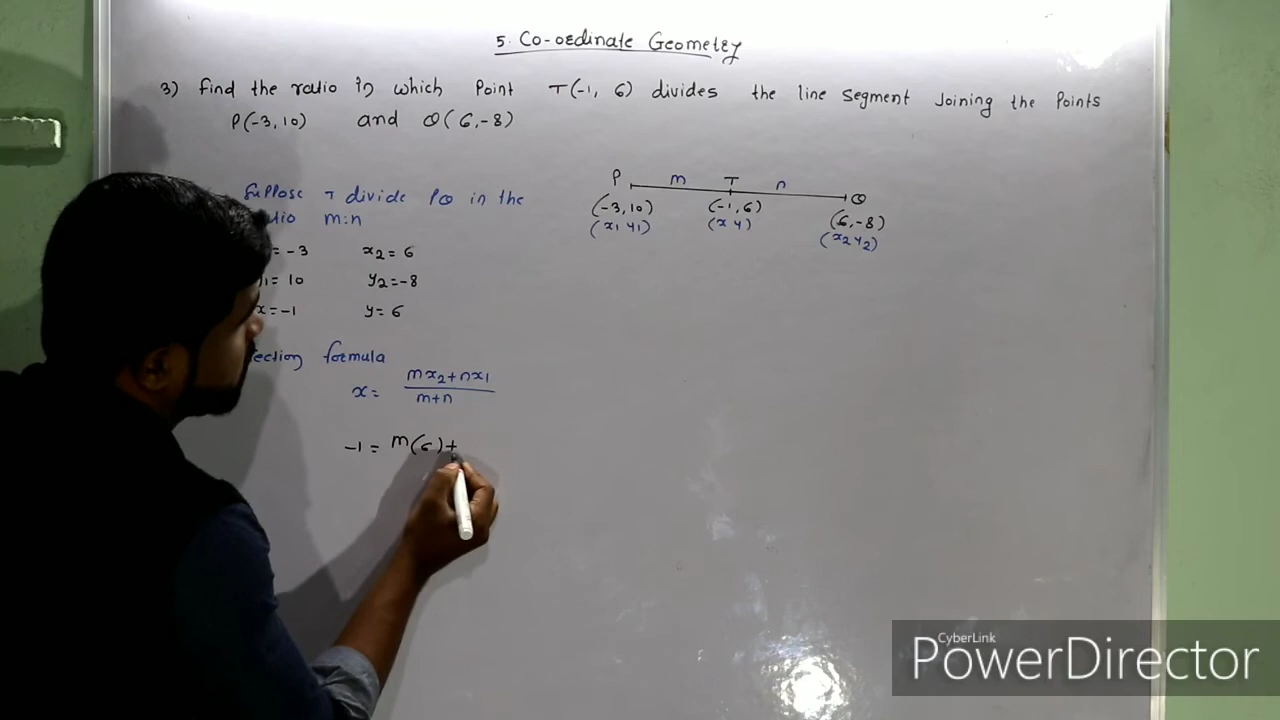 5. Co-ordinate Geometry
3) find the ratio in which Point T(-1, 6) divides the line segment Joining the Points
P(-3, 10) and Q(6, -8)
P m T n Q
(-3, 10) (-1, 6) (6, -8)
(x1 y1) (x y) (x2 y2)
Suppose T divide PQ in the
m:n
= -3 x2 = 6
= 10 y2 = -8
x = -1 y = 6
formula
x = mx2 + nx1 / m+n
-1 = m(6) +
CyberLink
PowerDirector